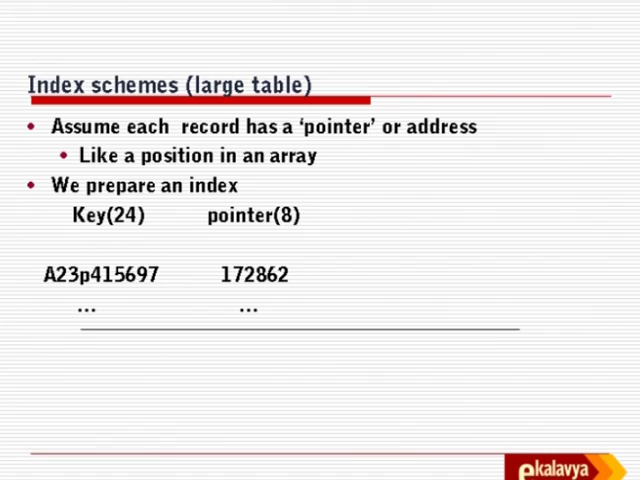 Index schemes (large table)
• Assume each record has a ‘pointer’ or address
• Like a position in an array
• We prepare an index
Key(24) pointer(8)
A23p415697 172862
... ...
ekalavya